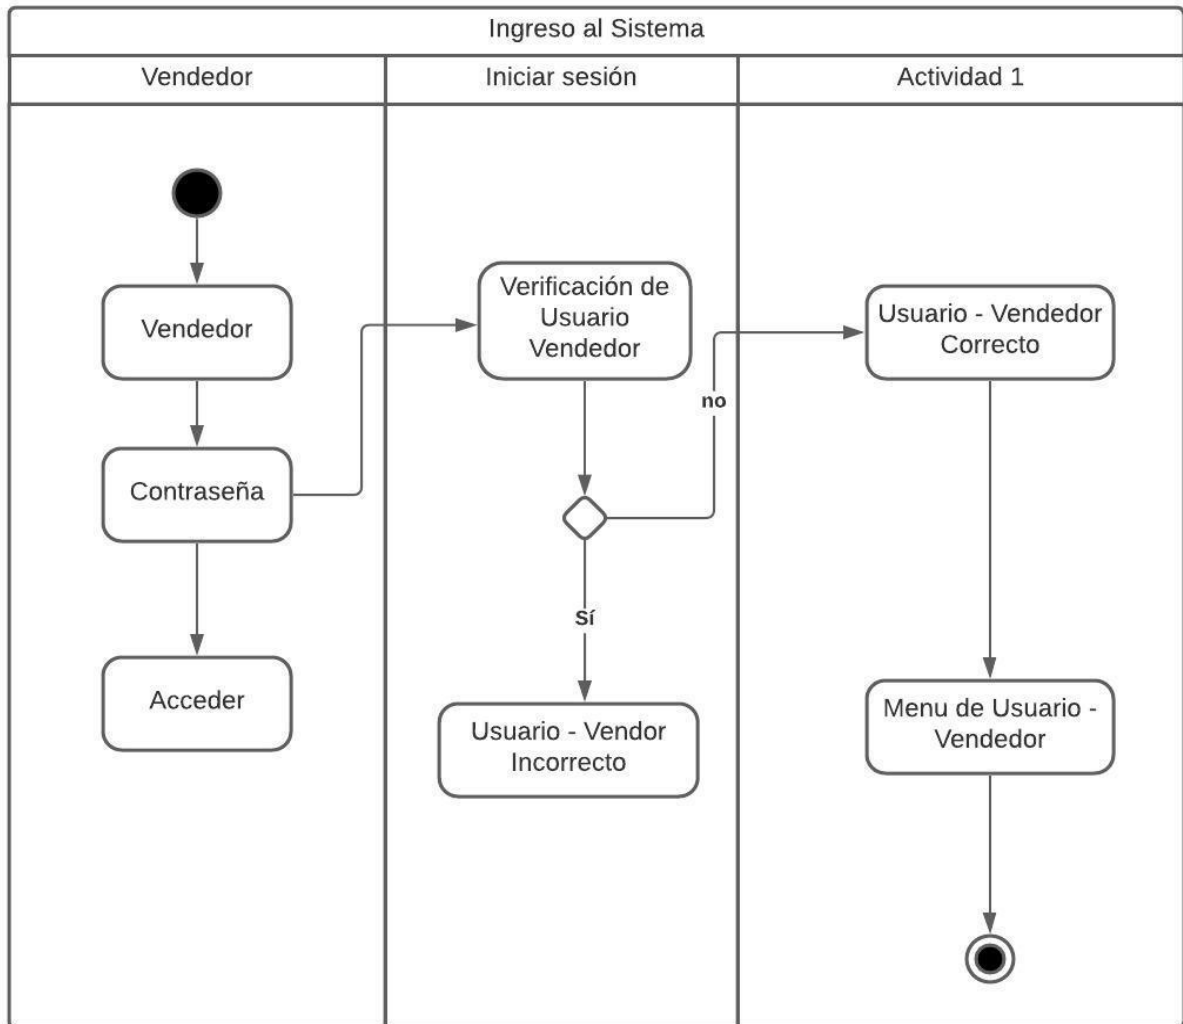 Ingreso al Sistema
Vendedor
Iniciar sesión
Actividad 1
Vendedor
Contraseña
Acceder
Verificación de
Usuario
Vendedor
no
Sí
Usuario - Vendor
Incorrecto
Usuario - Vendedor
Correcto
Menu de Usuario -
Vendedor